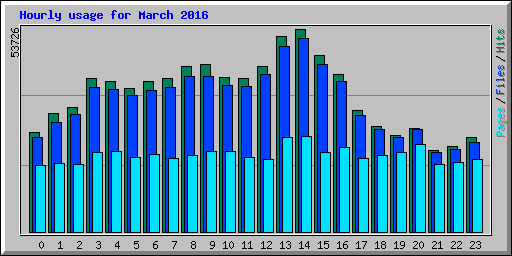 Hourly usage for March 2016
53726
Pages/Files/Hits
0 1 2 3 4 5 6 7 8 9 10 11 12 13 14 15 16 17 18 19 20 21 22 23